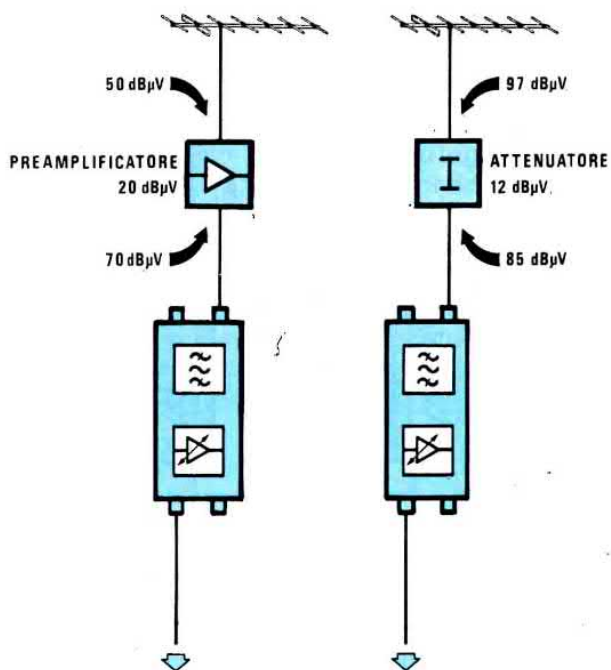 50 dBµV
PREAMPLIFICATORE
20 dBµV
70 dBµV
97 dBµV
ATTENUATORE
12 dBµV
85 dBµV